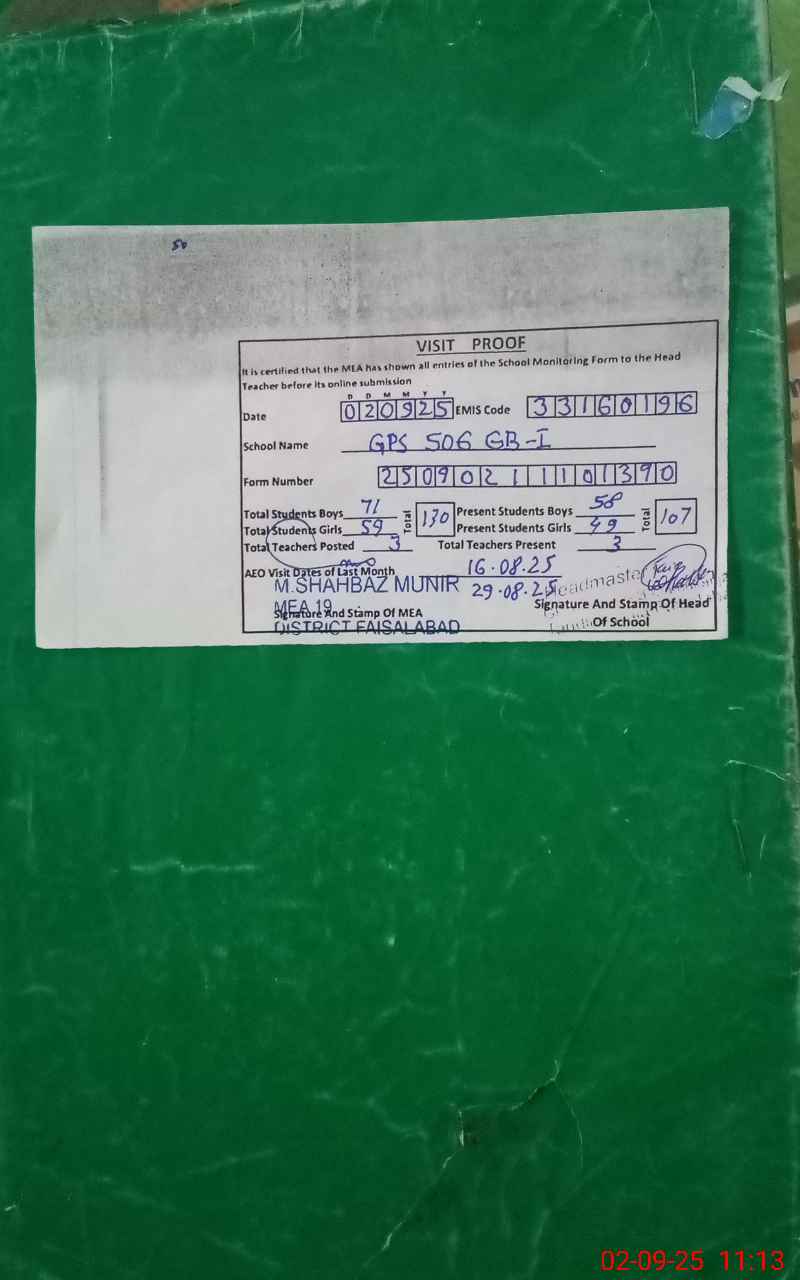 50
VISIT PROOF
It is certified that the MEA has shown all entries of the School Monitoring Form to the Head
Teacher before its online submission
D D M M Y Y
Date 020925 EMIS Code 33160196
School Name GPS 506 GB-I
Form Number 250902111101390
Total Students Boys 71 Total 130 Present Students Boys 58 Total 107
Total Students Girls 59 Present Students Girls 49
Total Teachers Posted 3 Total Teachers Present 3
AEO Visit Dates of Last Month 16.08.25
29.08.25
M.SHAHBAZ MUNIR
MEA 19
DISTRICT FAISALABAD
Signature And Stamp Of MEA
Headmaster
Signature And Stamp Of Head
Of School
02-09-25 11:13